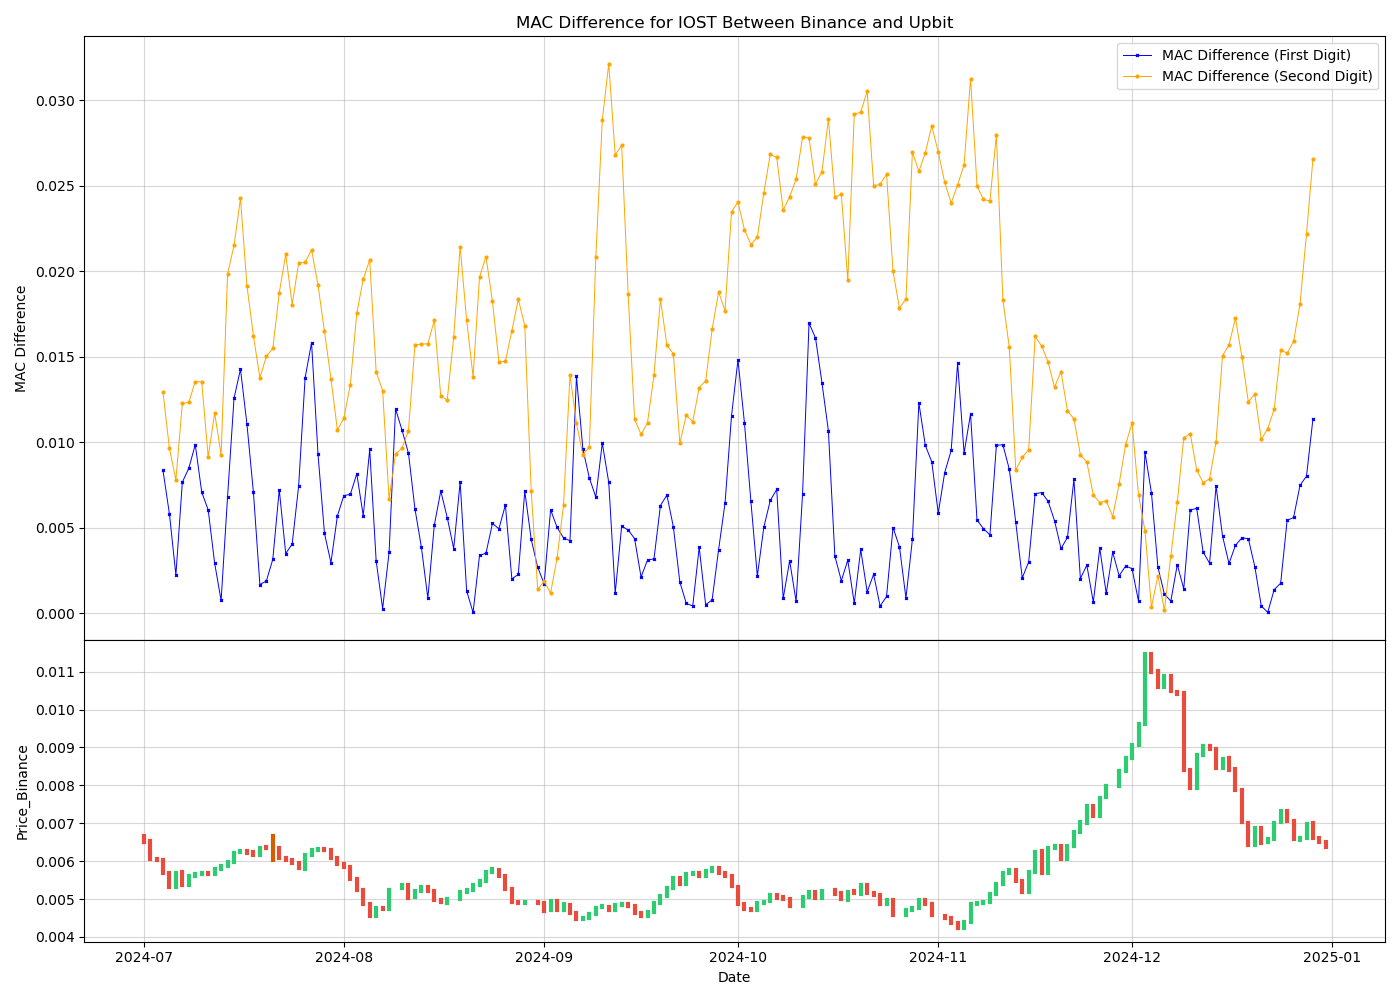 MAC Difference for IOST Between Binance and Upbit
MAC Difference (First Digit)
MAC Difference (Second Digit)
MAC Difference
0.030
0.025
0.020
0.015
0.010
0.005
0.000
Price_Binance
0.011
0.010
0.009
0.008
0.007
0.006
0.005
0.004
2024-07 2024-08 2024-09 2024-10 2024-11 2024-12 2025-01
Date